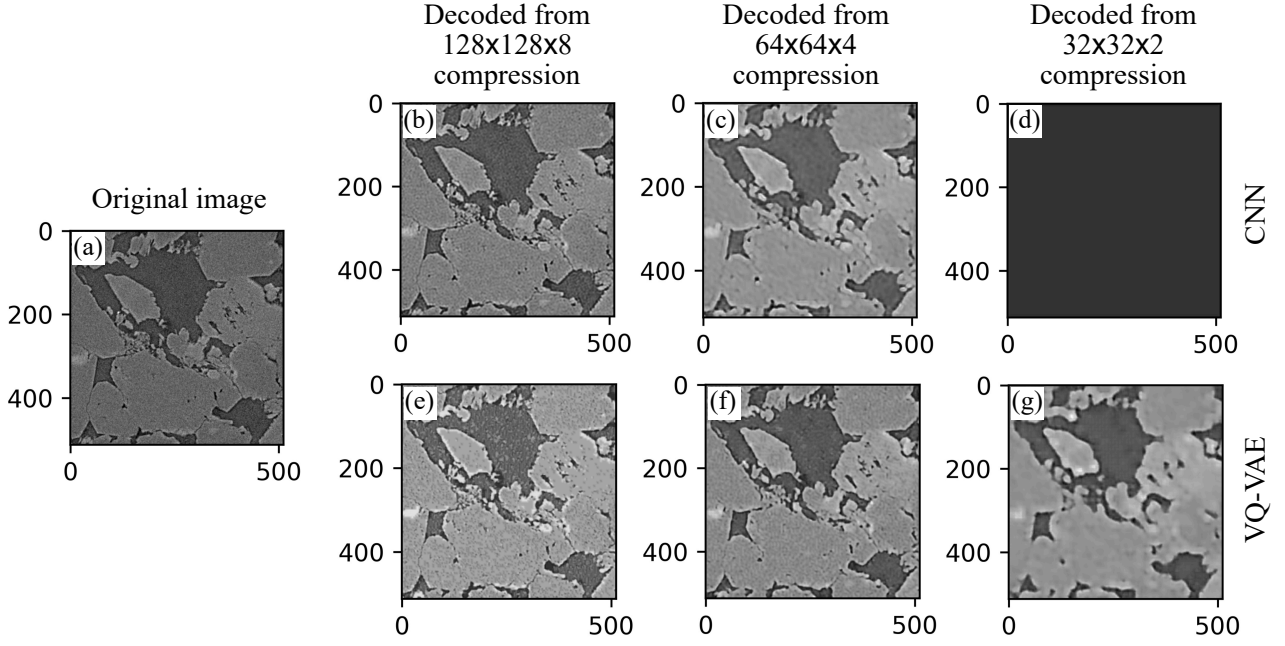 Decoded from
128x128x8
compression
Decoded from
64x64x4
compression
Decoded from
32x32x2
compression
Original image
(a)
0
200
400
0
500
(b)
0
200
400
0
500
(c)
0
200
400
0
500
(d)
0
200
400
0
500
CNN
(e)
0
200
400
0
500
(f)
0
200
400
0
500
(g)
0
200
400
0
500
VQ-VAE